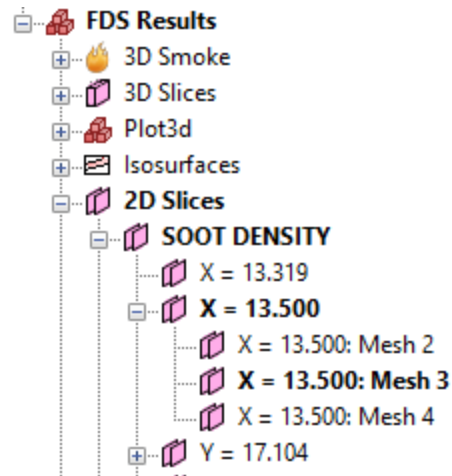 FDS Results
3D Smoke
3D Slices
Plot3d
Isosurfaces
2D Slices
SOOT DENSITY
X = 13.319
X = 13.500
X = 13.500: Mesh 2
X = 13.500: Mesh 3
X = 13.500: Mesh 4
Y = 17.104